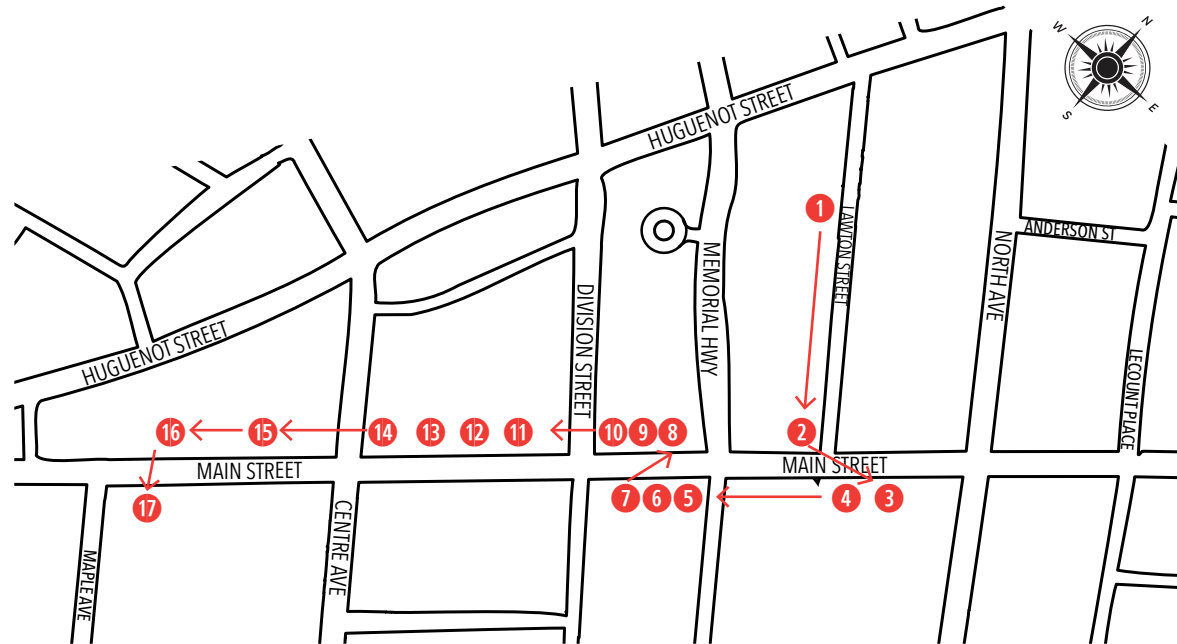 N
W
E
S
HUGUENOT STREET
1
LAWTON STREET
ANDERSON ST
NORTH AVE
MEMORIAL HWY
DIVISION STREET
HUGUENOT STREET
LECOUNT PLACE
16
15
14
13
12
11
10
9
8
2
MAIN STREET
MAIN STREET
17
7
6
5
4
3
CENTRE AVE
MAPLE AVE